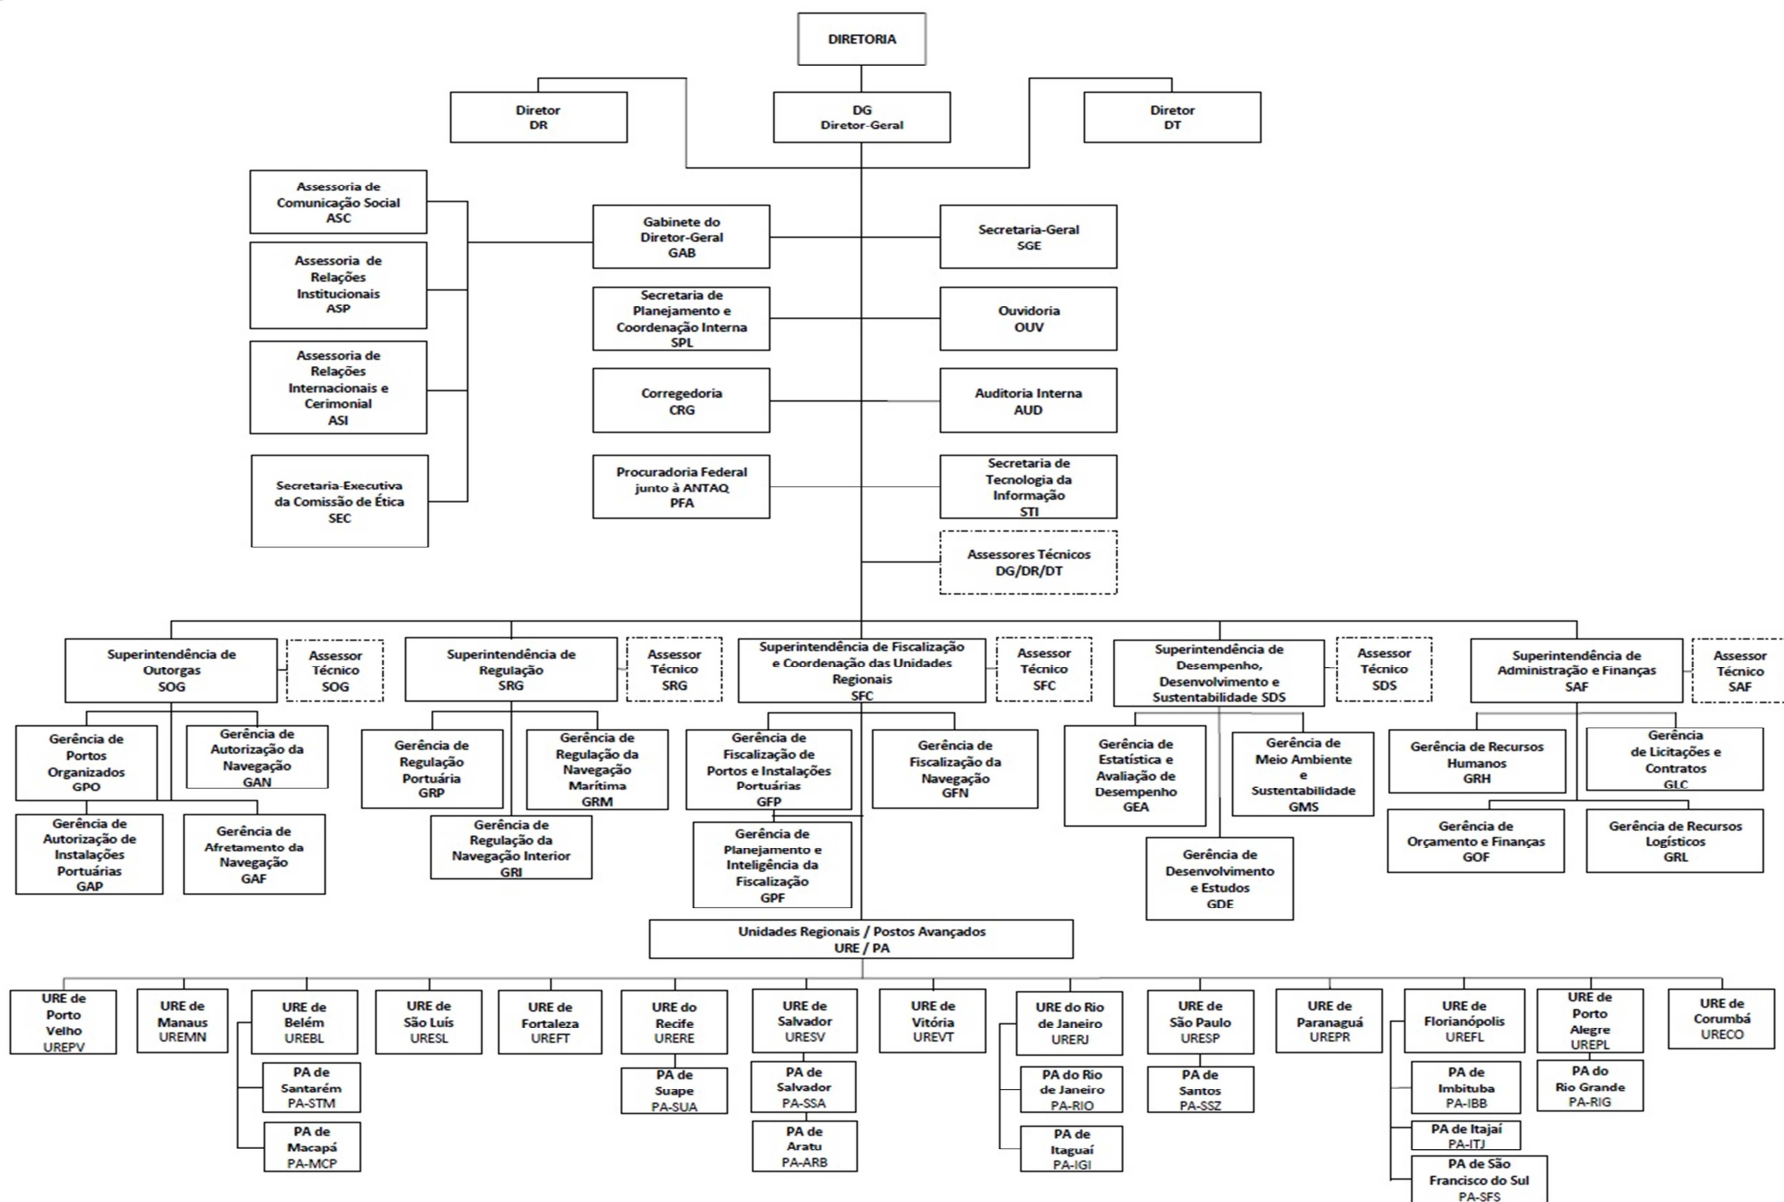 DIRETORIA
Diretor
DR
DG
Diretor-Geral
Diretor
DT
Assessoria de
Comunicação Social
ASC
Assessoria de
Relações
Institucionais
ASP
Assessoria de
Relações
Internacionais e
Cerimonial
ASI
Secretaria-Executiva
da Comissão de Ética
SEC
Gabinete do
Diretor-Geral
GAB
Secretaria-Geral
SGE
Secretaria de
Planejamento e
Coordenação Interna
SPL
Ouvidoria
OUV
Corregedoria
CRG
Auditoria Interna
AUD
Procuradoria Federal
junto à ANTAQ
PFA
Secretaria de
Tecnologia da
Informação
STI
Assessores Técnicos
DG/DR/DT
Superintendência de
Outorgas
SOG
Assessor
Técnico
SOG
Superintendência de
Regulação
SRG
Assessor
Técnico
SRG
Superintendência de Fiscalização
e Coordenação das Unidades
Regionais
SFC
Assessor
Técnico
SFC
Superintendência de
Desempenho,
Desenvolvimento e
Sustentabilidade SDS
Assessor
Técnico
SDS
Superintendência de
Administração e Finanças
SAF
Assessor
Técnico
SAF
Gerência de
Portos
Organizados
GPO
Gerência de
Autorização da
Navegação
GAN
Gerência de
Autorização de
Instalações
Portuárias
GAP
Gerência de
Afretamento da
Navegação
GAF
Gerência de
Regulação
Portuária
GRP
Gerência de
Regulação da
Navegação
Marítima
GRM
Gerência de
Regulação da
Navegação Interior
GRI
Gerência de
Fiscalização de
Portos e Instalações
Portuárias
GFP
Gerência de
Fiscalização da
Navegação
GFN
Gerência de
Planejamento e
Inteligência da
Fiscalização
GPF
Gerência de
Estatística e
Avaliação de
Desempenho
GEA
Gerência de
Meio Ambiente
e
Sustentabilidade
GMS
Gerência de
Desenvolvimento
e Estudos
GDE
Gerência de Recursos
Humanos
GRH
Gerência
de Licitações e
Contratos
GLC
Gerência de
Orçamento e Finanças
GOF
Gerência de Recursos
Logísticos
GRL
Unidades Regionais / Postos Avançados
URE / PA
URE de
Porto
Velho
UREPV
URE de
Manaus
UREMN
URE de
Belém
UREBL
PA de
Santarém
PA-STM
PA de
Macapá
PA-MCP
URE de
São Luís
URESL
URE de
Fortaleza
UREFT
URE do
Recife
URERE
PA de
Suape
PA-SUA
URE de
Salvador
URESV
PA de
Salvador
PA-SSA
PA de
Aratu
PA-ARB
URE de
Vitória
UREVT
URE do Rio
de Janeiro
URERJ
PA do Rio
de Janeiro
PA-RIO
PA de
Itaguaí
PA-IGI
URE de
São Paulo
URESP
PA de
Santos
PA-SSZ
URE de
Paranaguá
UREPR
URE de
Florianópolis
UREFL
PA de
Imbituba
PA-IBB
PA de Itajaí
PA-ITJ
PA de São
Francisco do Sul
PA-SFS
URE de
Porto
Alegre
UREPL
PA do
Rio Grande
PA-RIG
URE de
Corumbá
URECO